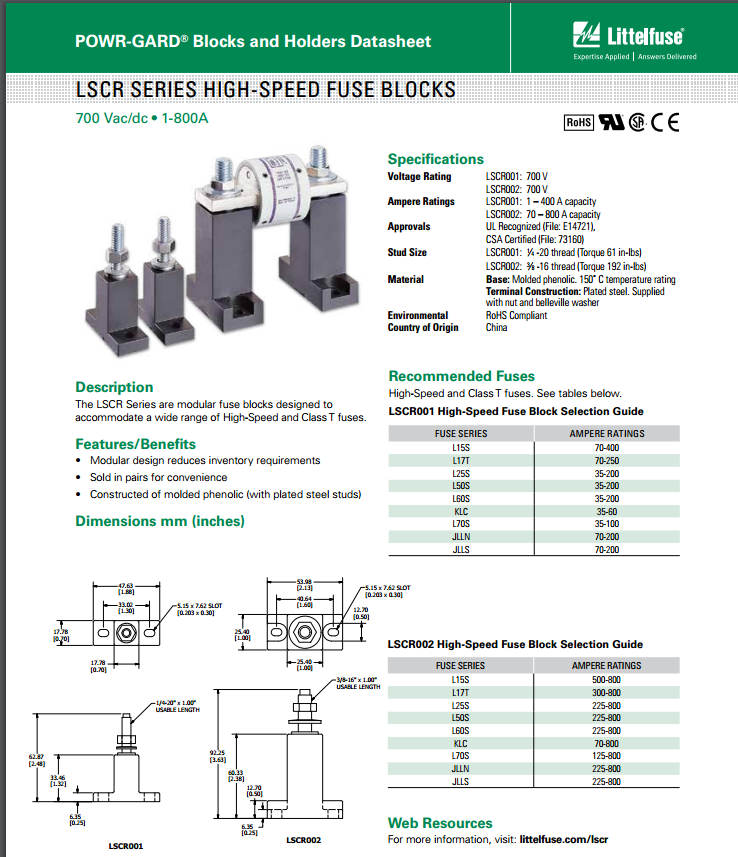 POWR-GARD® Blocks and Holders Datasheet
Littelfuse®
Expertise Applied | Answers Delivered
LSCR SERIES HIGH-SPEED FUSE BLOCKS
700 Vac/dc • 1-800A
RoHS
Specifications
Voltage Rating LSCR001: 700 V
LSCR002: 700 V
Ampere Ratings LSCR001: 1 – 400 A capacity
LSCR002: 70 – 800 A capacity
Approvals UL Recognized (File: E14721),
CSA Certified (File: 73160)
Stud Size LSCR001: ¼ -20 thread (Torque 61 in-lbs)
LSCR002: ⅜ -16 thread (Torque 192 in-lbs)
Material Base: Molded phenolic. 150° C temperature rating
Terminal Construction: Plated steel. Supplied
with nut and belleville washer
Environmental RoHS Compliant
Country of Origin China
Description
The LSCR Series are modular fuse blocks designed to
accommodate a wide range of High-Speed and Class T fuses.
Features/Benefits
• Modular design reduces inventory requirements
• Sold in pairs for convenience
• Constructed of molded phenolic (with plated steel studs)
Dimensions mm (inches)
47.63
[1.88]
33.02
[1.30]
5.15 x 7.62 SLOT
[0.203 x 0.30]
17.78
[0.70]
17.78
[0.70]
53.98
[2.13]
40.64
[1.60]
5.15 x 7.62 SLOT
[0.203 x 0.30]
12.70
[0.50]
25.40
[1.00]
25.40
[1.00]
1/4-20" x 1.00"
USABLE LENGTH
62.87
[2.48]
33.46
[1.32]
6.35
[0.25]
LSCR001
3/8-16" x 1.00"
USABLE LENGTH
92.25
[3.63]
60.33
[2.38]
12.70
[0.50]
6.35
[0.25]
LSCR002
Recommended Fuses
High-Speed and Class T fuses. See tables below.
LSCR001 High-Speed Fuse Block Selection Guide
FUSE SERIES AMPERE RATINGS
L15S 70-400
L17T 70-250
L25S 35-200
L50S 35-200
L60S 35-200
KLC 35-60
L70S 35-100
JLLN 70-200
JLLS 70-200
LSCR002 High-Speed Fuse Block Selection Guide
FUSE SERIES AMPERE RATINGS
L15S 500-800
L17T 300-800
L25S 225-800
L50S 225-800
L60S 225-800
KLC 70-800
L70S 125-800
JLLN 225-800
JLLS 225-800
Web Resources
For more information, visit: littelfuse.com/lscr